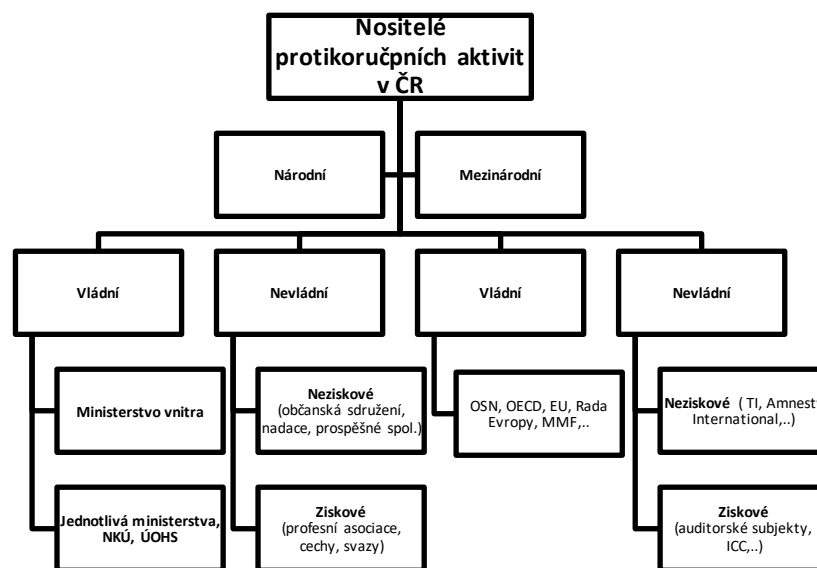 Nositelé
protikoručpních aktivit
v ČR
Národní
Mezinárodní
Vládní
Nevládní
Vládní
Nevládní
Ministerstvo vnitra
Neziskové
(občanská sdružení,
nadace, prospěšné spol.)
OSN, OECD, EU, Rada
Evropy, MMF,..
Neziskové ( TI, Amnesty
International,..)
Jednotlivá ministerstva,
NKÚ, ÚOHS
Ziskové
(profesní asociace,
cechy, svazy)
Ziskové
(auditorské subjekty,
ICC,..)